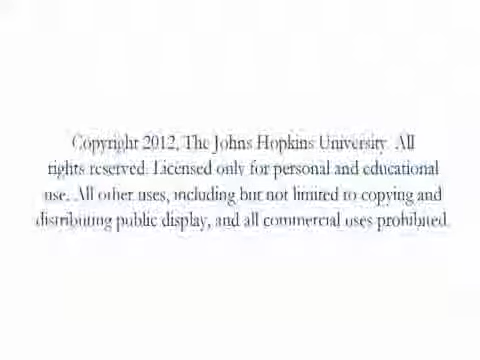 Copyright 2012, The Johns Hopkins University. All
rights reserved. Licensed only for personal and educational
use. All other uses, including but not limited to copying and
distributing public display, and all commercial uses prohibited.